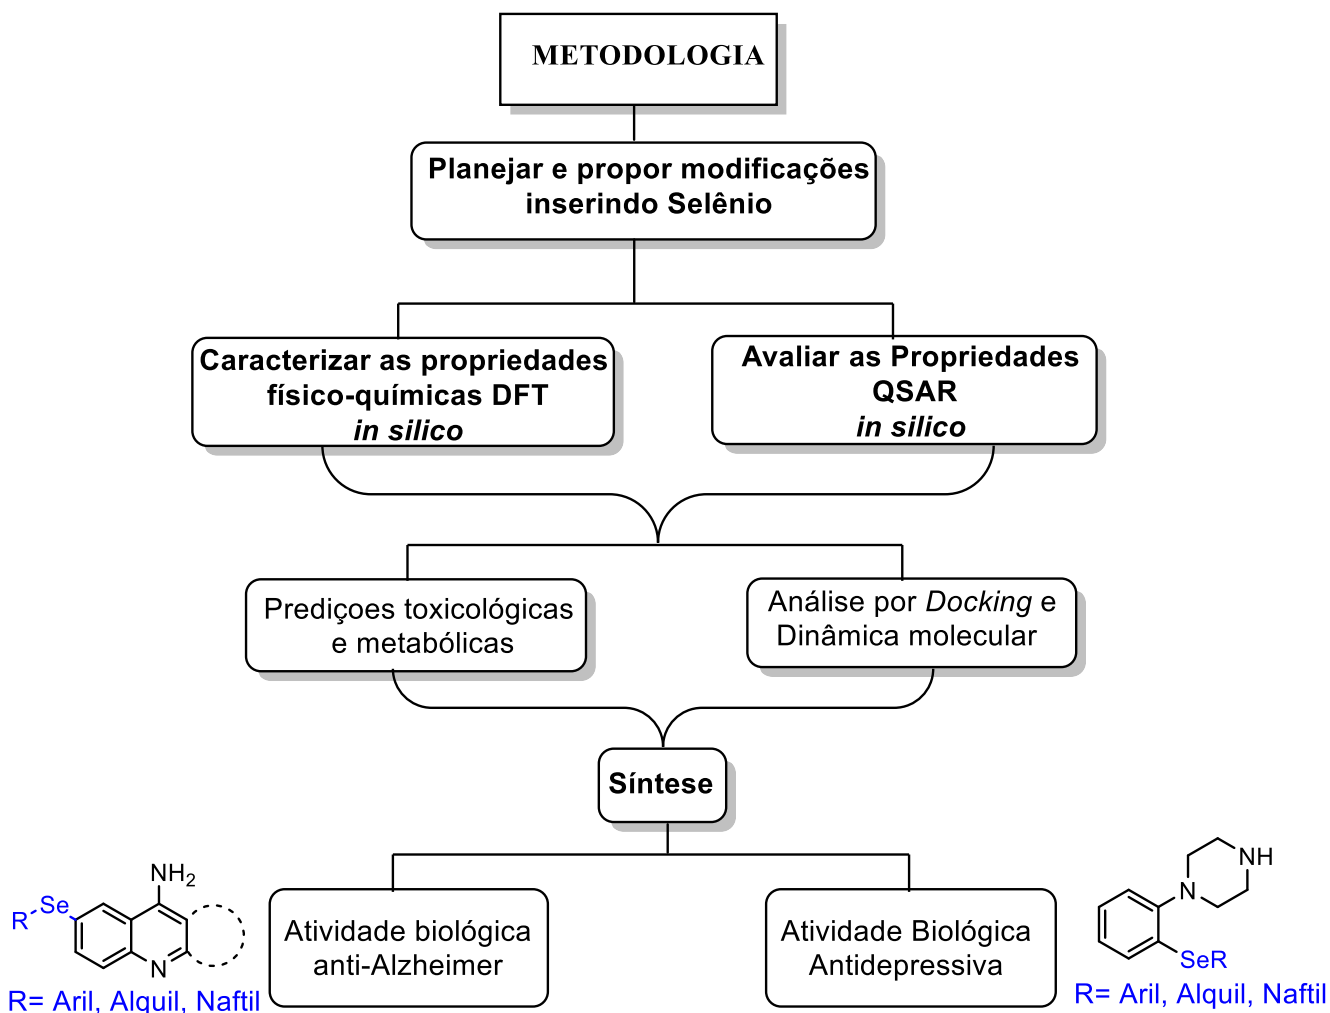 METODOLOGIA
Planejar e propor modificações
inserindo Selênio
Caracterizar as propriedades
físico-químicas DFT
in silico
Avaliar as Propriedades
QSAR
in silico
Prediçoes toxicológicas
e metabólicas
Análise por Docking e
Dinâmica molecular
Síntese
NH2
Se
R
N
R= Aril, Alquil, Naftil
Atividade biológica
anti-Alzheimer
Atividade Biológica
Antidepressiva
NH
N
SeR
R= Aril, Alquil, Naftil